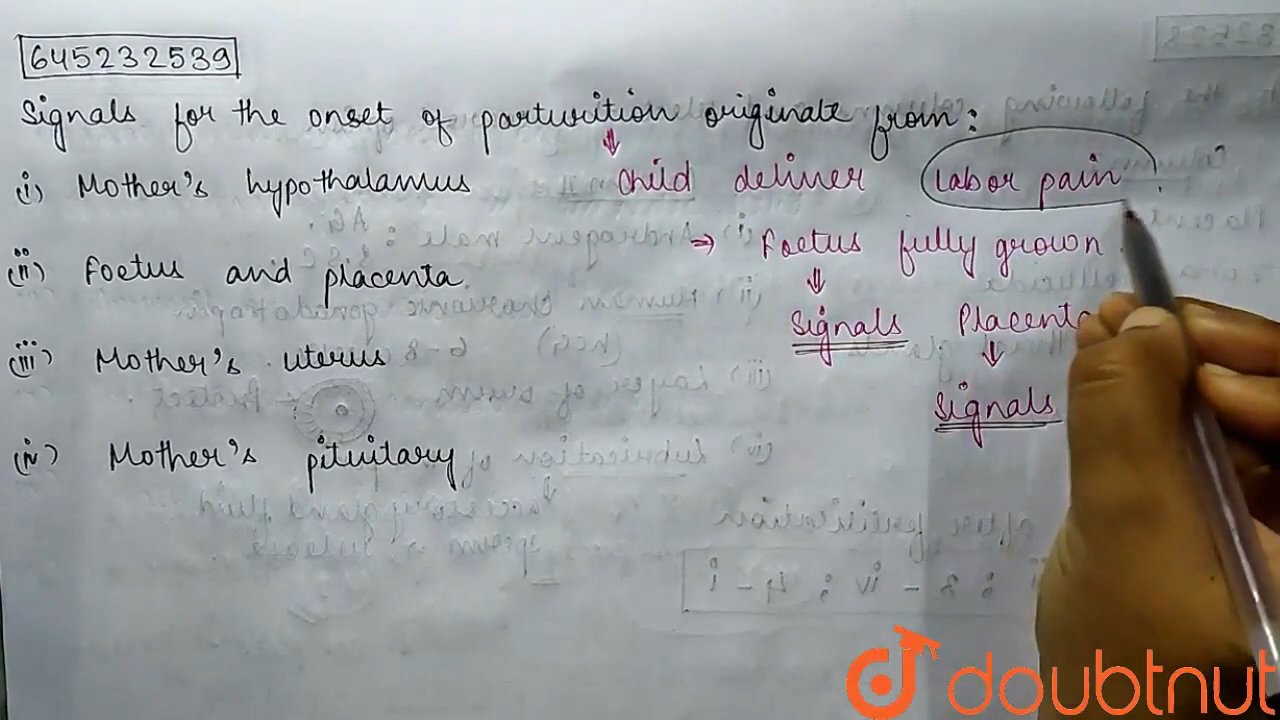 645232539
Signals for the onset of parturition originate from:
(i) Mother's hypothalamus
Child deliver Labor pain
(ii) Foetus and placenta
⇒ Foetus fully grown
⇓
(iii) Mother's uterus
Signals Placenta
⇓
Signals
(iv) Mother's pituitary
doubtnut